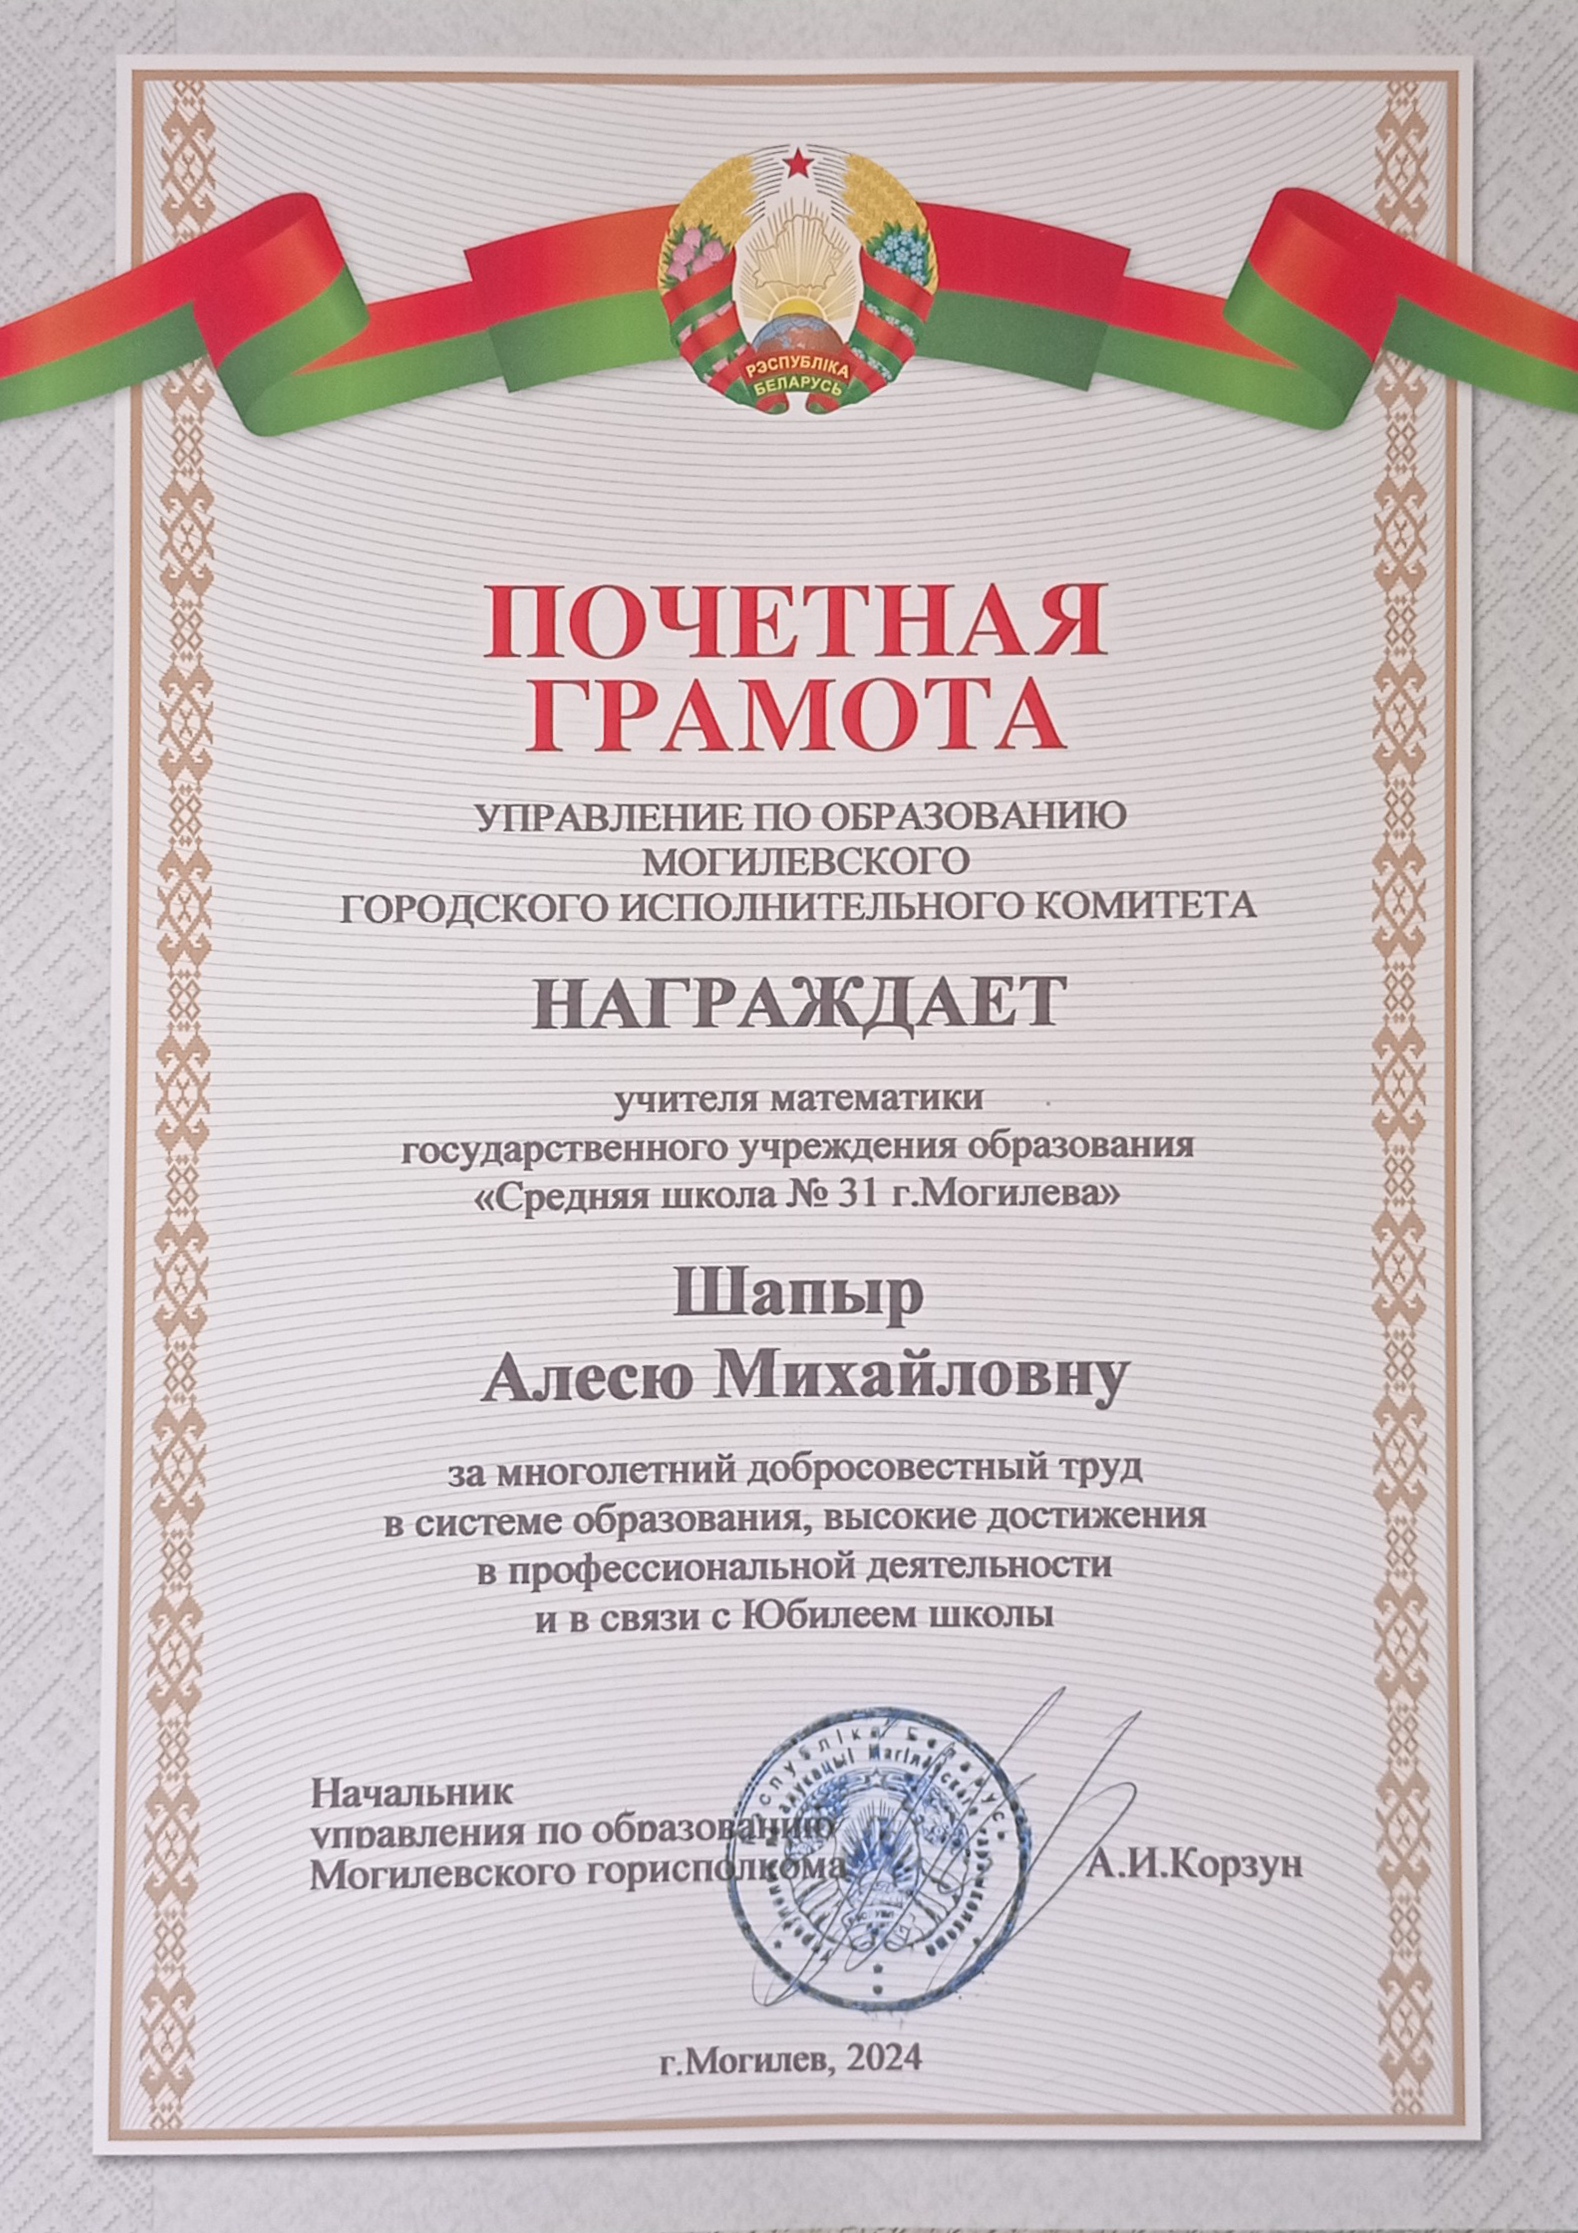 РЭСПУБЛІКА
БЕЛАРУСЬ
ПОЧЕТНАЯ
ГРАМОТА
УПРАВЛЕНИЕ ПО ОБРАЗОВАНИЮ
МОГИЛЕВСКОГО
ГОРОДСКОГО ИСПОЛНИТЕЛЬНОГО КОМИТЕТА
НАГРАЖДАЕТ
учителя математики
государственного учреждения образования
«Средняя школа № 31 г.Могилева»
Шапыр
Алесю Михайловну
за многолетний добросовестный труд
в системе образования, высокие достижения
в профессиональной деятельности
и в связи с Юбилеем школы
Начальник
управления по образованию
Могилевского горисполкома
А.И.Корзун
Рэспубліка Беларусь
г.Могилев, 2024